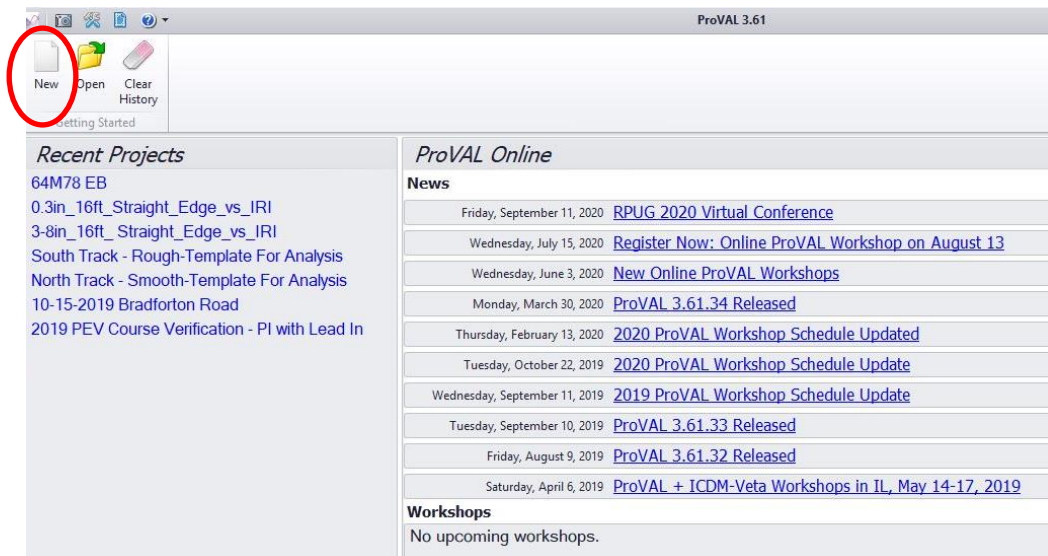 ProVAL 3.61
New Open Clear History
Getting Started
Recent Projects
64M78 EB
0.3in_16ft_Straight_Edge_vs_IRI
3-8in_16ft_ Straight_Edge_vs_IRI
South Track - Rough-Template For Analysis
North Track - Smooth-Template For Analysis
10-15-2019 Bradforton Road
2019 PEV Course Verification - PI with Lead In
ProVAL Online
News
Friday, September 11, 2020 RPUG 2020 Virtual Conference
Wednesday, July 15, 2020 Register Now: Online ProVAL Workshop on August 13
Wednesday, June 3, 2020 New Online ProVAL Workshops
Monday, March 30, 2020 ProVAL 3.61.34 Released
Thursday, February 13, 2020 2020 ProVAL Workshop Schedule Updated
Tuesday, October 22, 2019 2020 ProVAL Workshop Schedule Update
Wednesday, September 11, 2019 2019 ProVAL Workshop Schedule Update
Tuesday, September 10, 2019 ProVAL 3.61.33 Released
Friday, August 9, 2019 ProVAL 3.61.32 Released
Saturday, April 6, 2019 ProVAL + ICDM-Veta Workshops in IL, May 14-17, 2019
Workshops
No upcoming workshops.